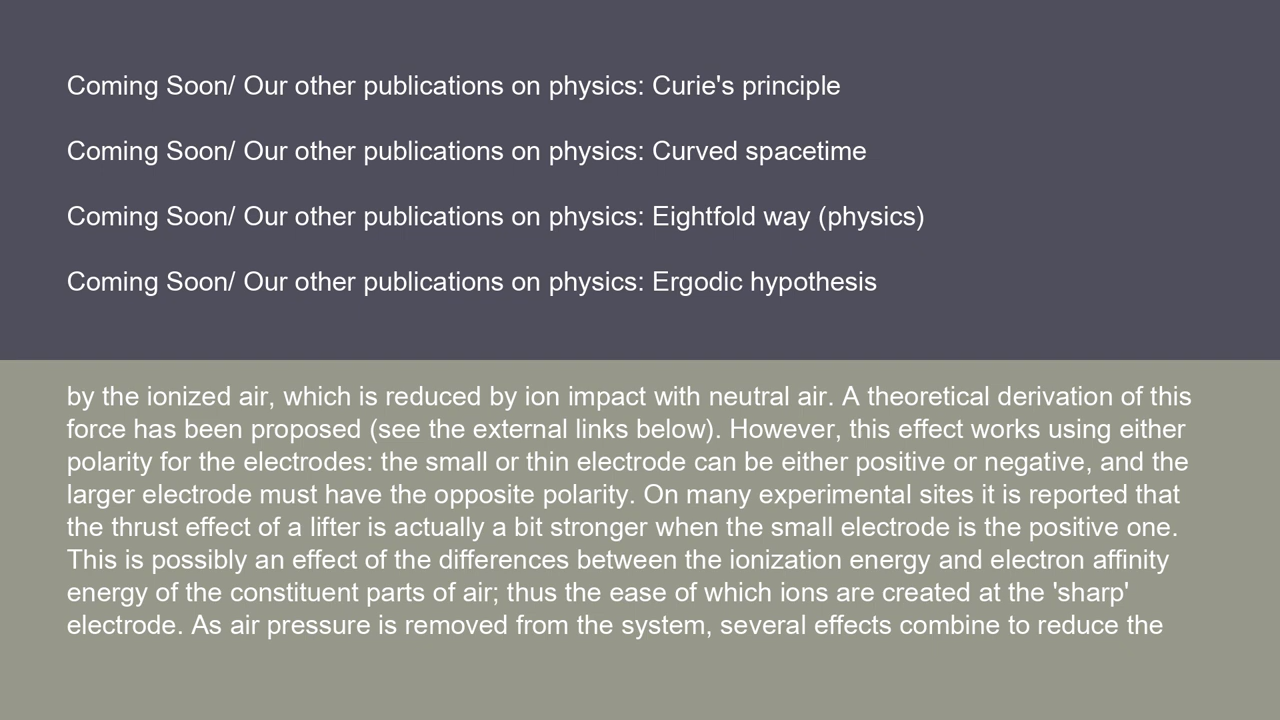 Coming Soon/ Our other publications on physics: Curie's principle
Coming Soon/ Our other publications on physics: Curved spacetime
Coming Soon/ Our other publications on physics: Eightfold way (physics)
Coming Soon/ Our other publications on physics: Ergodic hypothesis
by the ionized air, which is reduced by ion impact with neutral air. A theoretical derivation of this
force has been proposed (see the external links below). However, this effect works using either
polarity for the electrodes: the small or thin electrode can be either positive or negative, and the
larger electrode must have the opposite polarity. On many experimental sites it is reported that
the thrust effect of a lifter is actually a bit stronger when the small electrode is the positive one.
This is possibly an effect of the differences between the ionization energy and electron affinity
energy of the constituent parts of air; thus the ease of which ions are created at the 'sharp'
electrode. As air pressure is removed from the system, several effects combine to reduce the